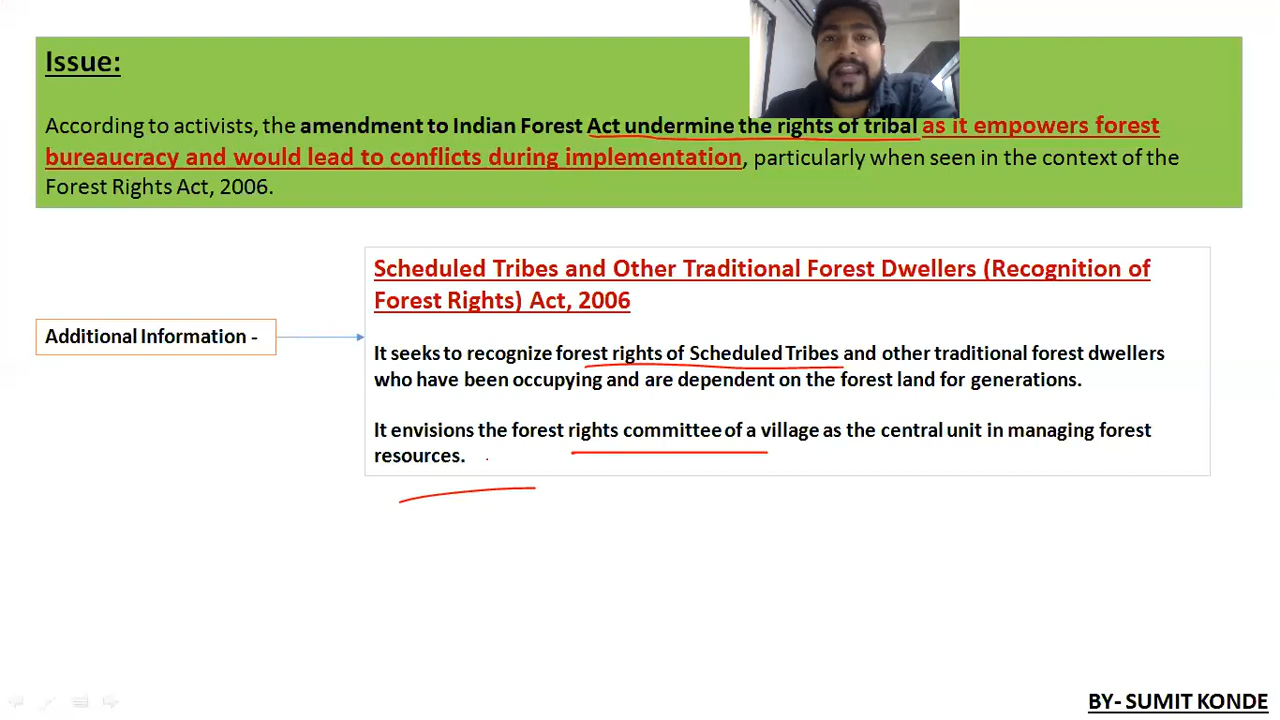 Issue:
According to activists, the amendment to Indian Forest Act undermine the rights of tribal as it empowers forest
bureaucracy and would lead to conflicts during implementation, particularly when seen in the context of the
Forest Rights Act, 2006.
Scheduled Tribes and Other Traditional Forest Dwellers (Recognition of
Forest Rights) Act, 2006
Additional Information -
It seeks to recognize forest rights of Scheduled Tribes and other traditional forest dwellers
who have been occupying and are dependent on the forest land for generations.
It envisions the forest rights committee of a village as the central unit in managing forest
resources.
BY- SUMIT KONDE